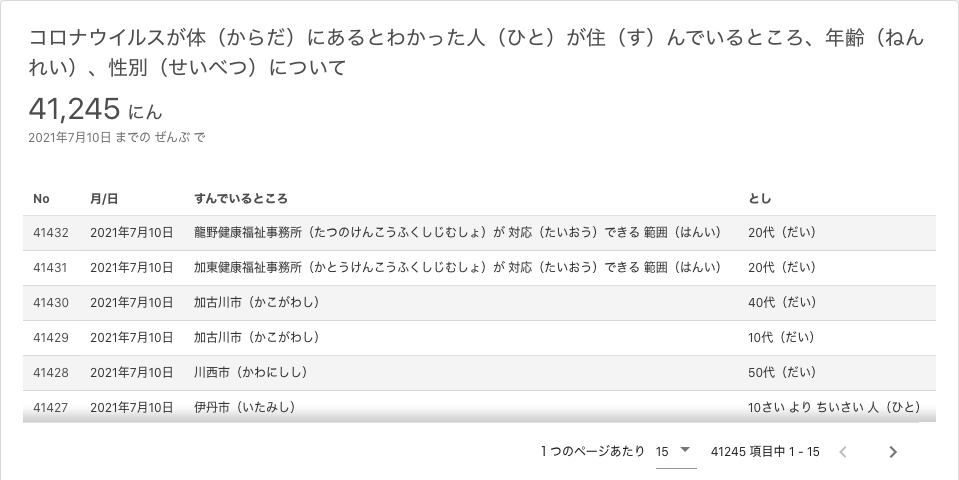 コロナウイルスが体（からだ）にあるとわかった人（ひと）が住（す）んでいるところ、年齢（ねん
れい）、性別（せいべつ）について
41,245 にん
2021年7月10日 までの ぜんぶ で
No 月/日 すんでいるところ とし
41432 2021年7月10日 龍野健康福祉事務所（たつのけんこうふくしじむしょ）が 対応（たいおう）できる 範囲（はんい） 20代（だい）
41431 2021年7月10日 加東健康福祉事務所（かとうけんこうふくしじむしょ）が 対応（たいおう）できる 範囲（はんい） 20代（だい）
41430 2021年7月10日 加古川市（かこがわし） 40代（だい）
41429 2021年7月10日 加古川市（かこがわし） 10代（だい）
41428 2021年7月10日 川西市（かわにしし） 50代（だい）
41427 2021年7月10日 伊丹市（いたみし） 10さい より ちいさい 人（ひと）
1 つのページあたり 15 41245 項目中 1 - 15